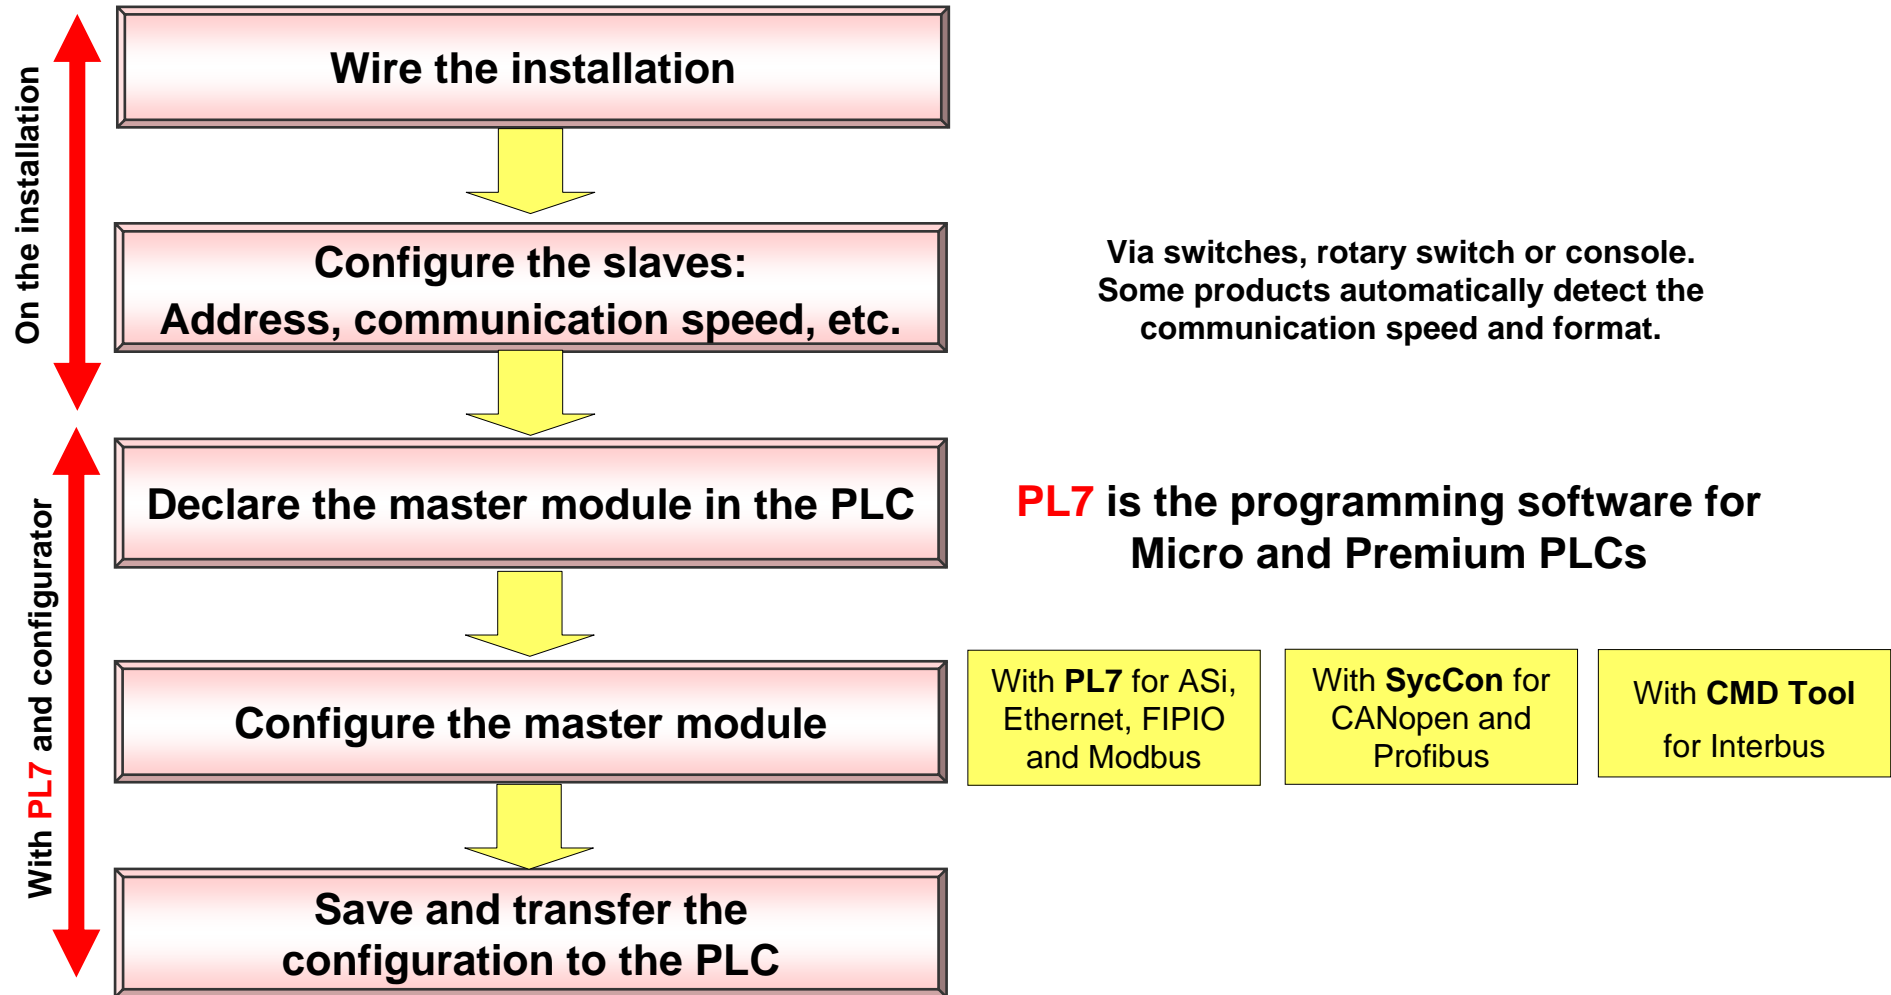 On the installation
Wire the installation
Configure the slaves:
Address, communication speed, etc.
Via switches, rotary switch or console.
Some products automatically detect the
communication speed and format.
With PL7 and configurator
Declare the master module in the PLC
PL7 is the programming software for
Micro and Premium PLCs
Configure the master module
With PL7 for ASi,
Ethernet, FIPIO
and Modbus
With SycCon for
CANopen and
Profibus
With CMD Tool
for Interbus
Save and transfer the
configuration to the PLC